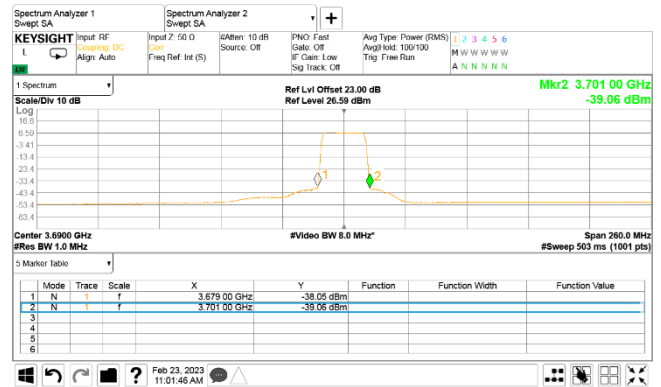 Spectrum Analyzer 1
Swept SA
Spectrum Analyzer 2
Swept SA
KEYSIGHT
L
Input: RF
Coupling: DC
Align: Auto
Input Z: 50 Ω
Corr
Freq Ref: Int (S)
#Atten: 10 dB
Source: Off
PNO: Fast
Gate: Off
IF Gain: Low
Sig Track: Off
Avg Type: Power (RMS)
Avg|Hold: 100/100
Trig: Free Run
1 2 3 4 5 6
M W W W W W
A N N N N N
1 Spectrum
Scale/Div 10 dB
Log
Ref Lvl Offset 23.00 dB
Ref Level 26.59 dBm
Mkr2 3.701 00 GHz
-39.06 dBm
16.6
6.59
-3.41
-13.4
-23.4
-33.4
-43.4
-53.4
-63.4
1
2
Center 3.6900 GHz
#Res BW 1.0 MHz
#Video BW 8.0 MHz*
Span 260.0 MHz
#Sweep 503 ms (1001 pts)
5 Marker Table
Mode Trace Scale X Y Function Function Width Function Value
1 N 1 f 3.679 00 GHz -38.05 dBm
2 N 1 f 3.701 00 GHz -39.06 dBm
3
4
5
6
Feb 23, 2023
11:01:46 AM